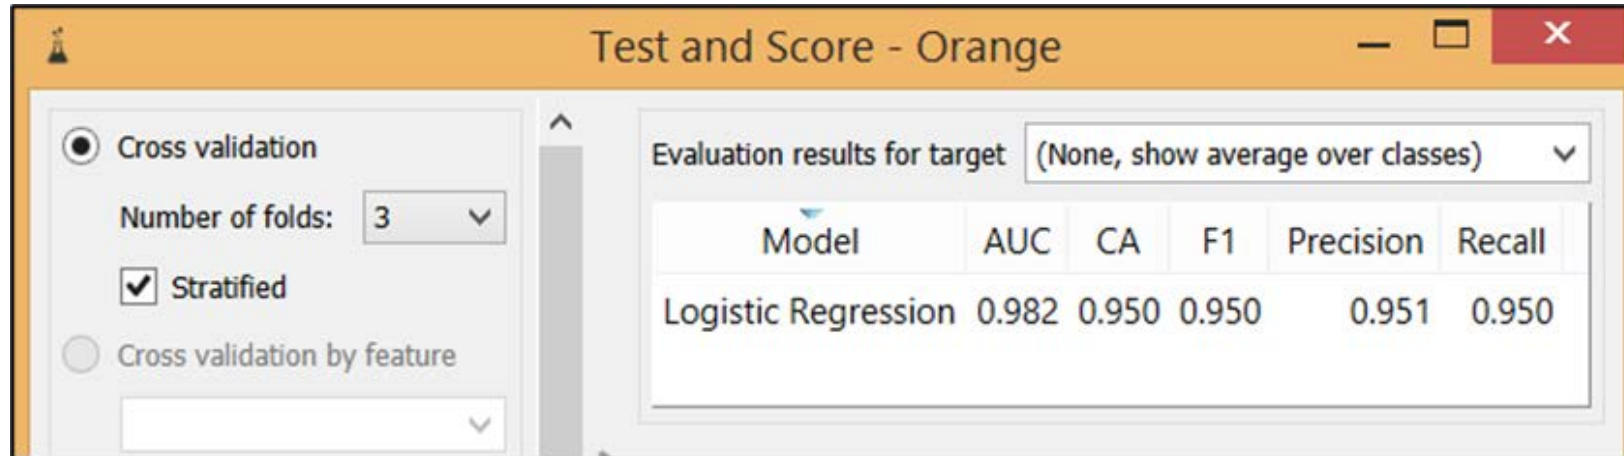 Test and Score - Orange
Cross validation
Number of folds: 3
Stratified
Cross validation by feature
Evaluation results for target (None, show average over classes)
Model AUC CA F1 Precision Recall
Logistic Regression 0.982 0.950 0.950 0.951 0.950